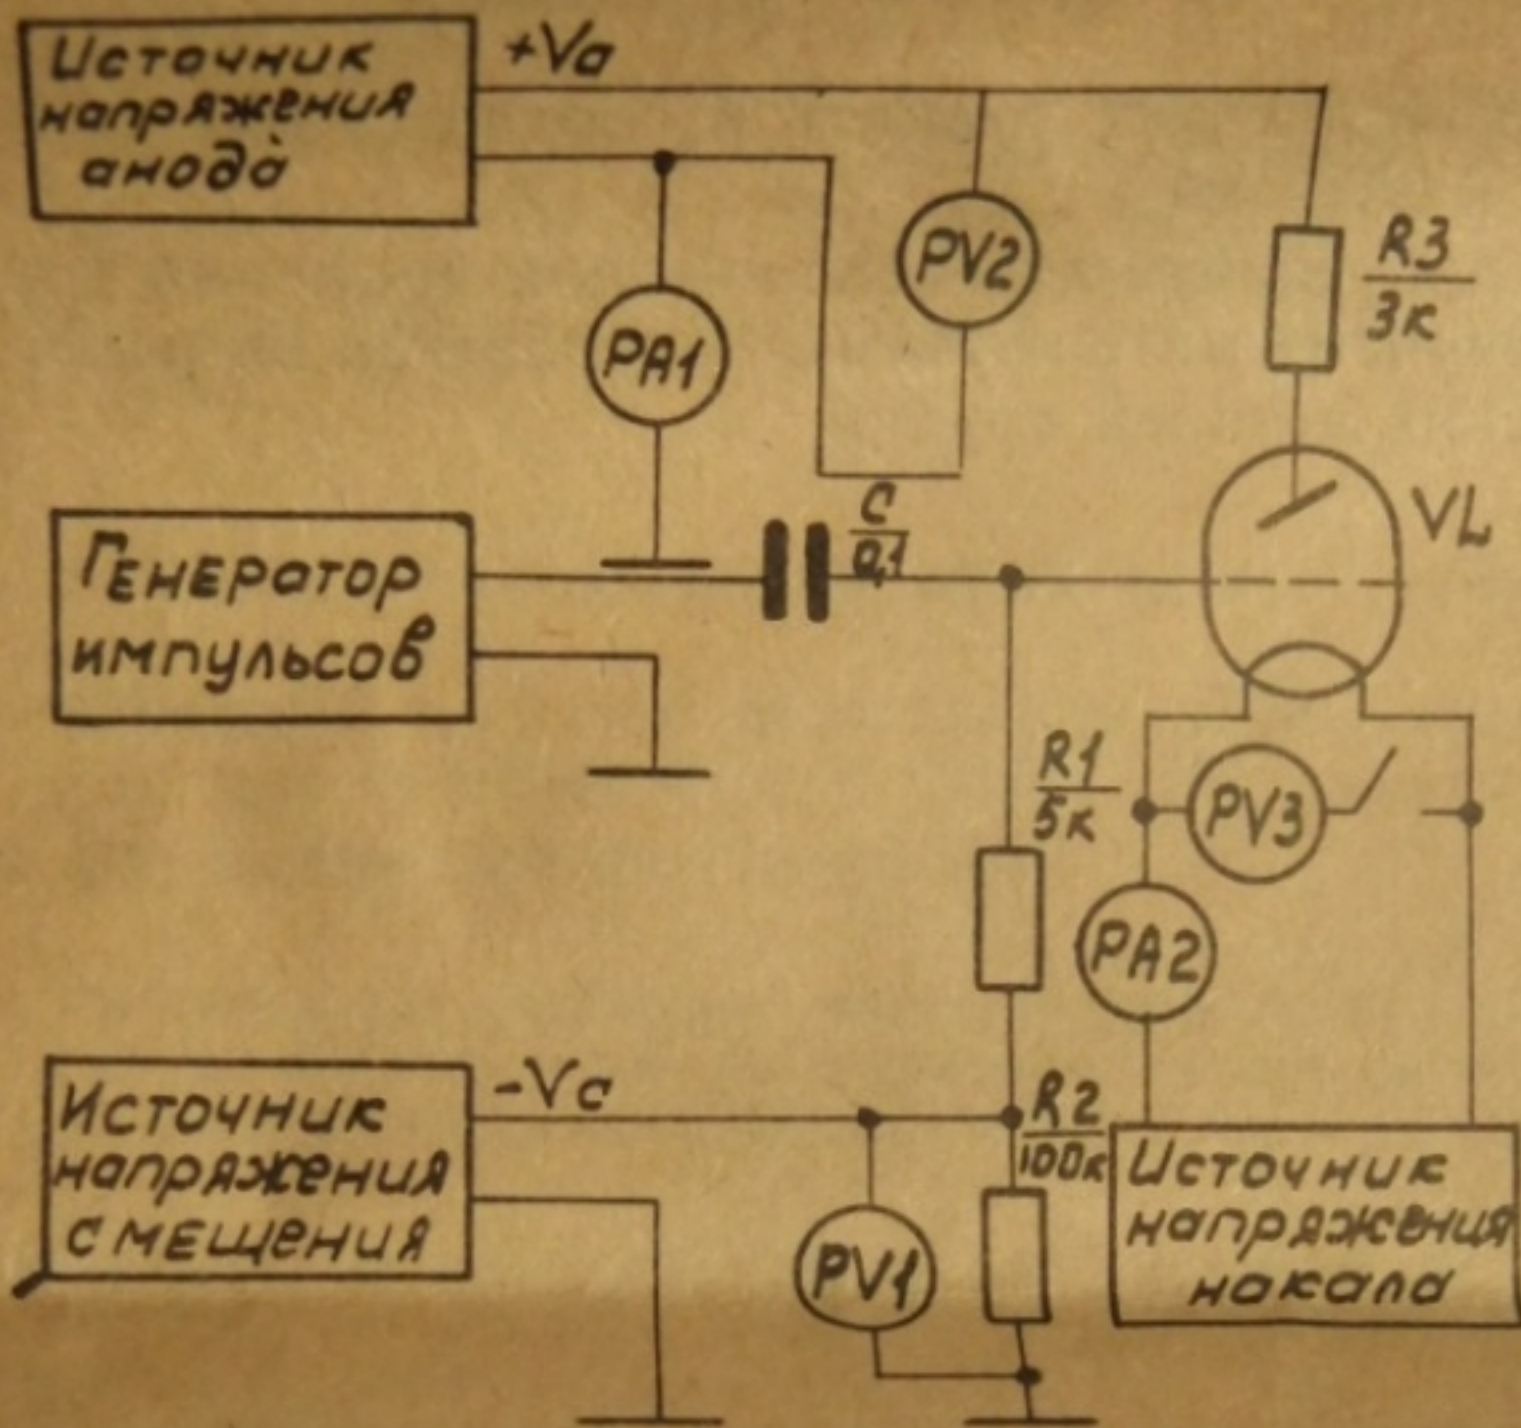 Источник
напряжения
анода
+Va
PV2
R3
3к
PA1
C
0,1
VL
Генератор
импульсов
R1
5к
PV3
PA2
Источник
напряжения
смещения
-Vc
R2
100к
PV1
Источник
напряжения
накала